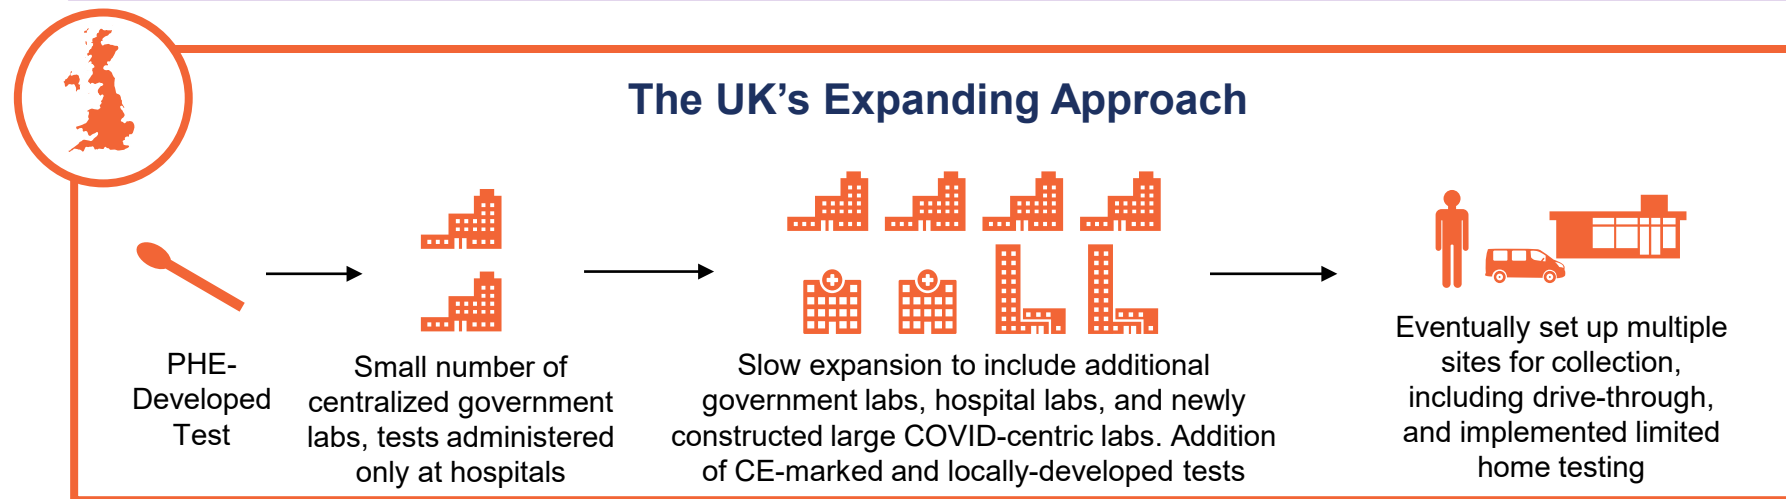 The UK’s Expanding Approach
PHE-
Developed
Test
Small number of
centralized government
labs, tests administered
only at hospitals
Slow expansion to include additional
government labs, hospital labs, and newly
constructed large COVID-centric labs. Addition
of CE-marked and locally-developed tests
Eventually set up multiple
sites for collection,
including drive-through,
and implemented limited
home testing